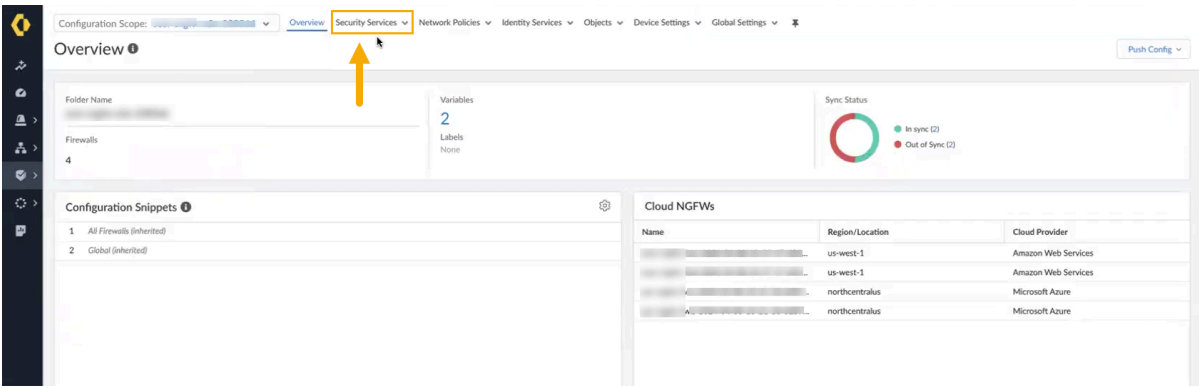 Configuration Scope:
Overview Security Services Network Policies Identity Services Objects Device Settings Global Settings
Overview
Push Config
Folder Name
Firewalls
4
Variables
2
Labels
None
Sync Status
In sync (2)
Out of Sync (2)
Configuration Snippets
1 All Firewalls (inherited)
2 Global (inherited)
Cloud NGFWs
Name Region/Location Cloud Provider
us-west-1 Amazon Web Services
us-west-1 Amazon Web Services
northcentralus Microsoft Azure
northcentralus Microsoft Azure